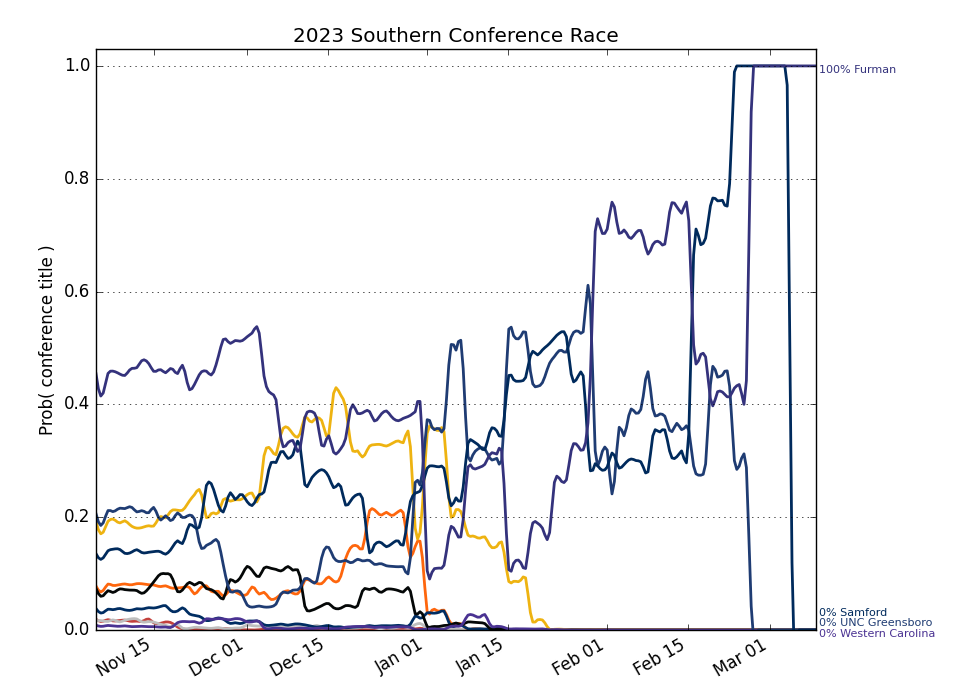 2023 Southern Conference Race
Prob( conference title )
1.0
0.8
0.6
0.4
0.2
0.0
Nov 15
Dec 01
Dec 15
Jan 01
Jan 15
Feb 01
Feb 15
Mar 01
100% Furman
0% Samford
0% UNC Greensboro
0% Western Carolina